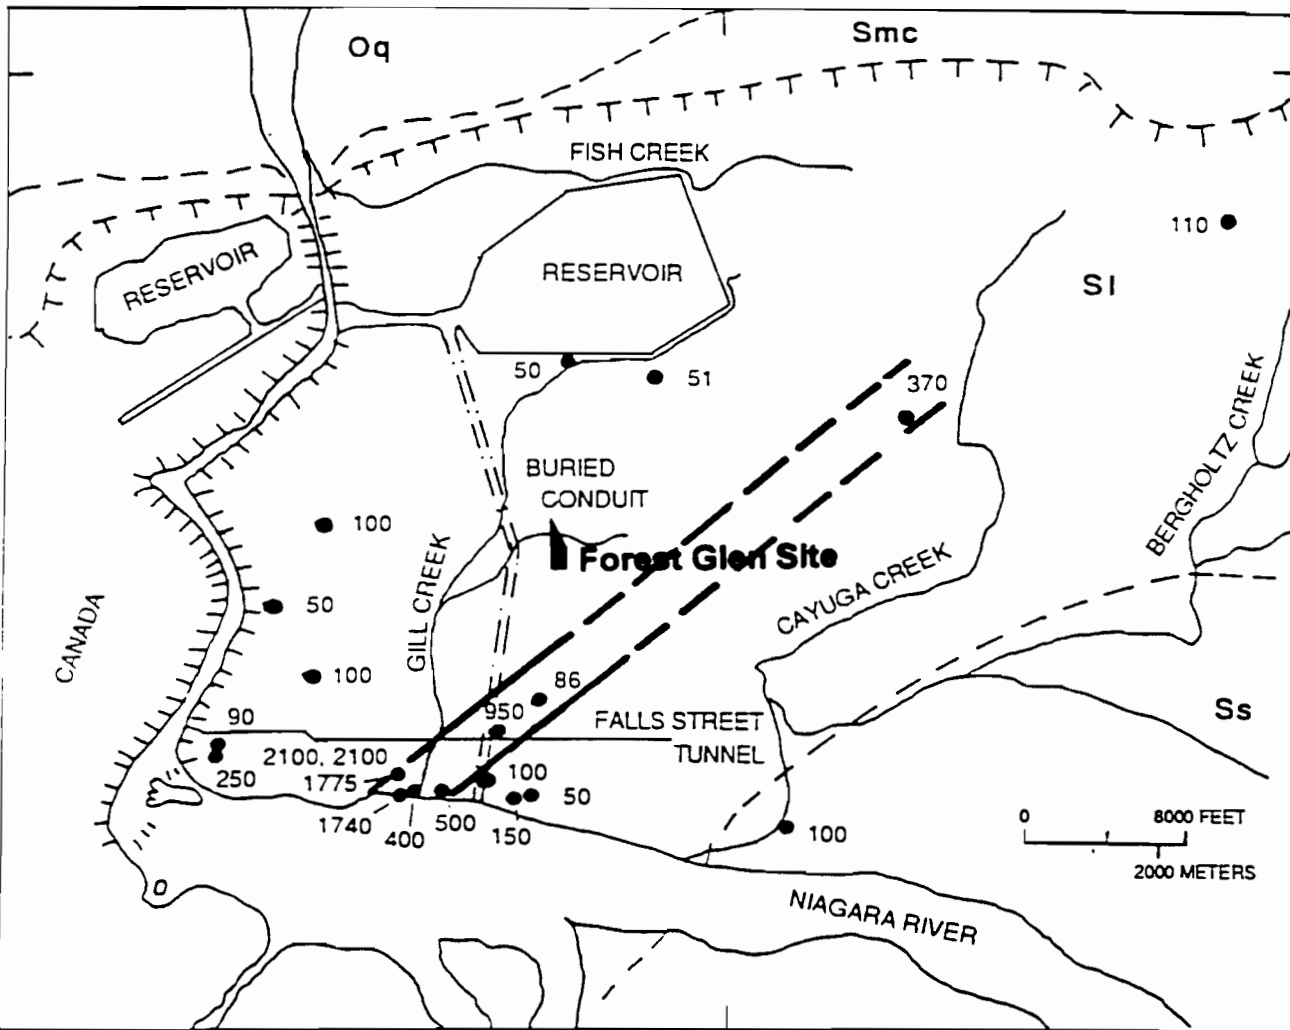 Oq
Smc
FISH CREEK
110
RESERVOIR
RESERVOIR
Sl
50
51
370
BERGHOLTZ CREEK
BURIED
CONDUIT
100
Forest Glen Site
GILL CREEK
CAYUGA CREEK
CANADA
50
100
86
90
950
FALLS STREET
TUNNEL
Ss
2100, 2100
250
1775
100
50
1740
400
500
150
100
0
8000 FEET
2000 METERS
NIAGARA RIVER